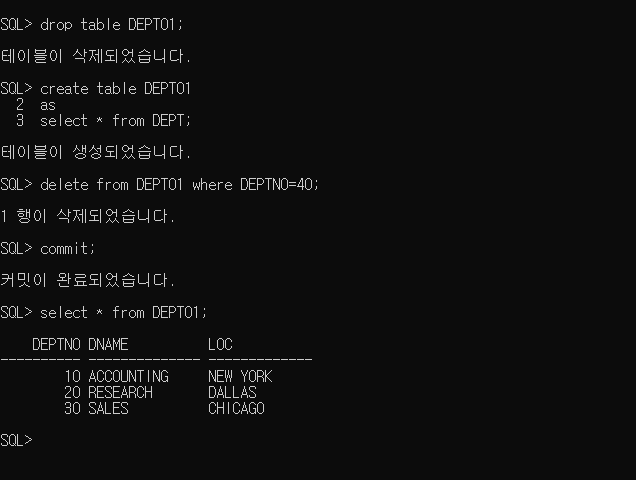 SQL> drop table DEPT01;
테이블이 삭제되었습니다.
SQL> create table DEPT01
  2  as
  3  select * from DEPT;
테이블이 생성되었습니다.
SQL> delete from DEPT01 where DEPTNO=40;
1 행이 삭제되었습니다.
SQL> commit;
커밋이 완료되었습니다.
SQL> select * from DEPT01;
    DEPTNO DNAME          LOC
---------- -------------- -------------
        10 ACCOUNTING     NEW YORK
        20 RESEARCH       DALLAS
        30 SALES          CHICAGO
SQL>